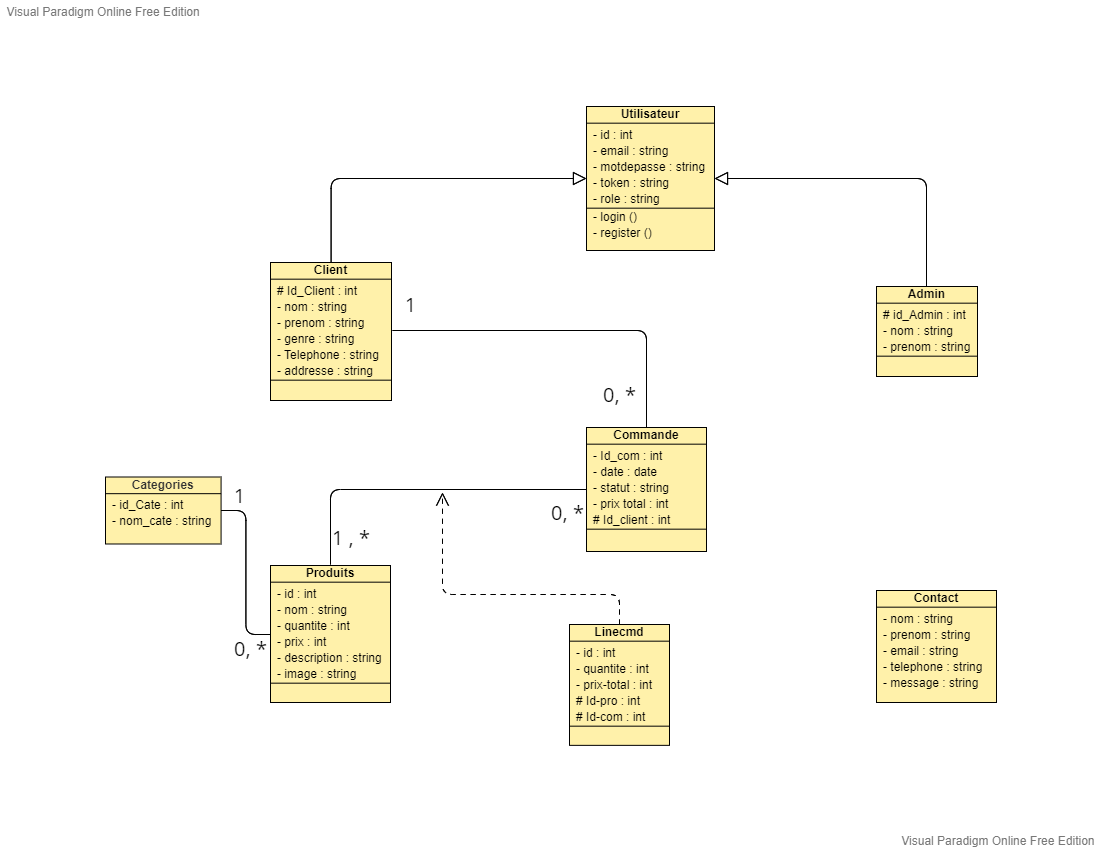 Visual Paradigm Online Free Edition
Utilisateur
- id : int
- email : string
- motdepasse : string
- token : string
- role : string
- login ()
- register ()
Client
# Id_Client : int
- nom : string
- prenom : string
- genre : string
- Telephone : string
- addresse : string
1
0, *
Admin
# id_Admin : int
- nom : string
- prenom : string
Commande
- Id_com : int
- date : date
- statut : string
- prix total : int
# Id_client : int
0, *
1 , *
Categories
- id_Cate : int
- nom_cate : string
1
0, *
Produits
- id : int
- nom : string
- quantite : int
- prix : int
- description : string
- image : string
Linecmd
- id : int
- quantite : int
- prix-total : int
# Id-pro : int
# Id-com : int
Contact
- nom : string
- prenom : string
- email : string
- telephone : string
- message : string
Visual Paradigm Online Free Edition